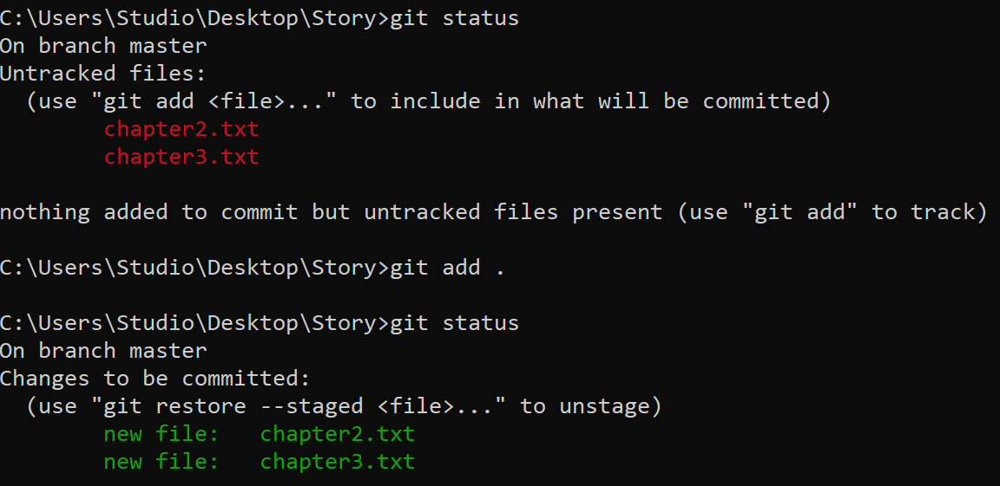 C:\Users\Studio\Desktop\Story>git status
On branch master
Untracked files:
  (use "git add <file>..." to include in what will be committed)
        chapter2.txt
        chapter3.txt

nothing added to commit but untracked files present (use "git add" to track)

C:\Users\Studio\Desktop\Story>git add .

C:\Users\Studio\Desktop\Story>git status
On branch master
Changes to be committed:
  (use "git restore --staged <file>..." to unstage)
        new file:   chapter2.txt
        new file:   chapter3.txt